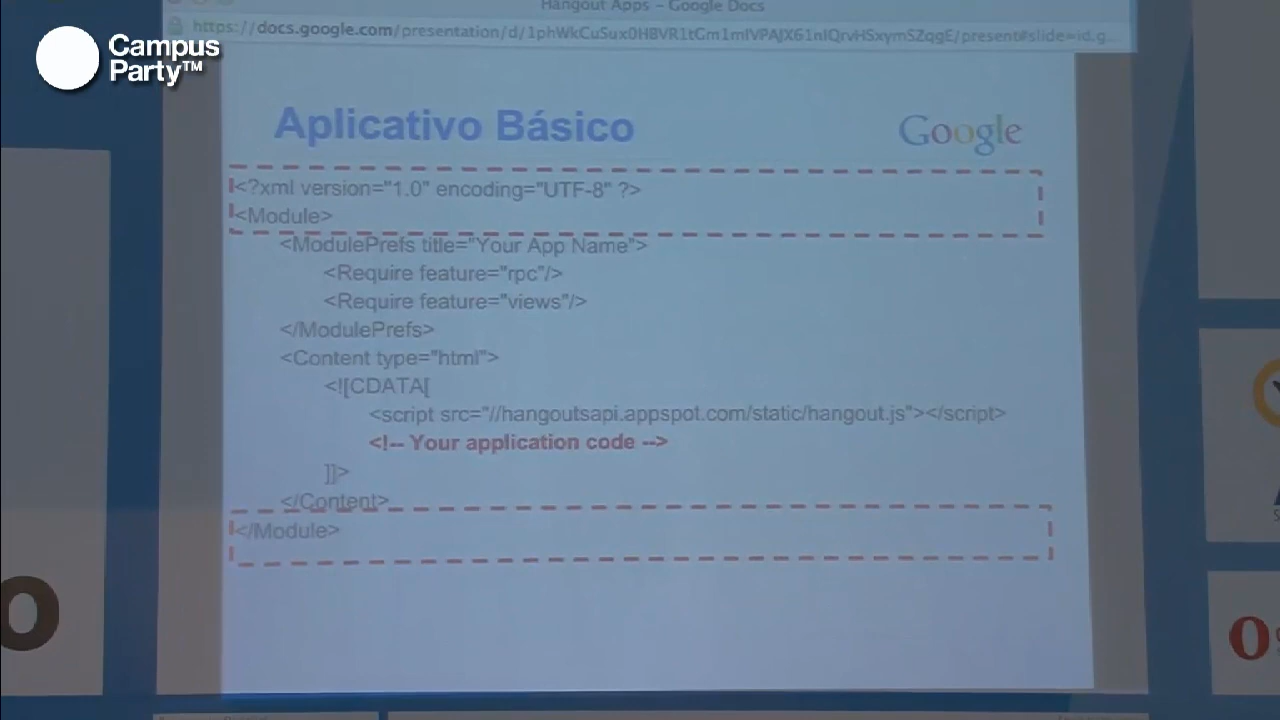 Hangout Apps – Google Docs
https://docs.google.com/presentation/d/1phWkCuSux0H8VR1tGm1mIVPAJX61nIQrvHSxymSZqgE/present#slide=id.g...
Campus
Party™
Aplicativo Básico
Google
<?xml version="1.0" encoding="UTF-8" ?>
<Module>
<ModulePrefs title="Your App Name">
<Require feature="rpc"/>
<Require feature="views"/>
</ModulePrefs>
<Content type="html">
<![CDATA[
<script src="//hangoutsapi.appspot.com/static/hangout.js"></script>
<!-- Your application code -->
]]>
</Content>
</Module>